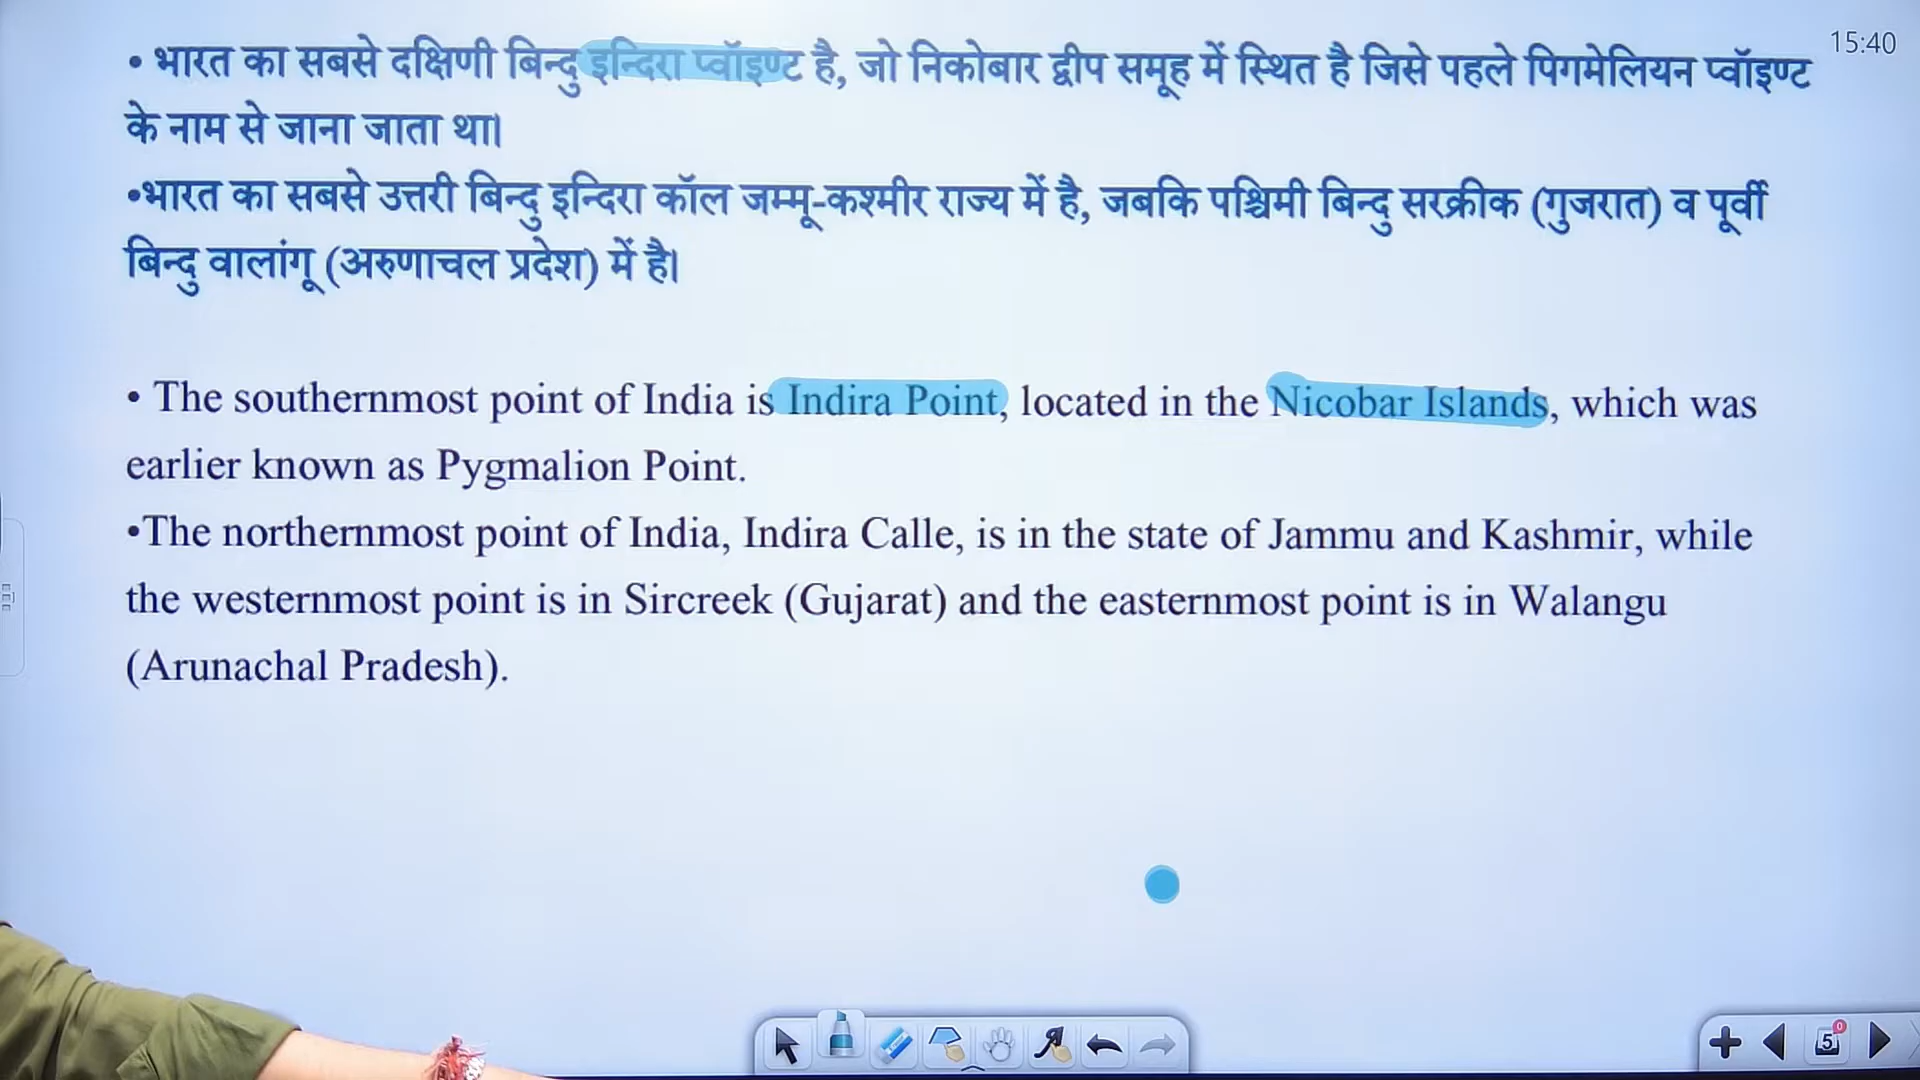 15:40
• भारत का सबसे दक्षिणी बिन्दु इन्दिरा प्वॉइण्ट है, जो निकोबार द्वीप समूह में स्थित है जिसे पहले पिगमेलियन प्वॉइण्ट
के नाम से जाना जाता था।
•भारत का सबसे उत्तरी बिन्दु इन्दिरा कॉल जम्मू-कश्मीर राज्य में है, जबकि पश्चिमी बिन्दु सरक्रीक (गुजरात) व पूर्वी
बिन्दु वालांगू (अरुणाचल प्रदेश) में है।
• The southernmost point of India is Indira Point, located in the Nicobar Islands, which was
earlier known as Pygmalion Point.
•The northernmost point of India, Indira Calle, is in the state of Jammu and Kashmir, while
the westernmost point is in Sircreek (Gujarat) and the easternmost point is in Walangu
(Arunachal Pradesh).
5
0